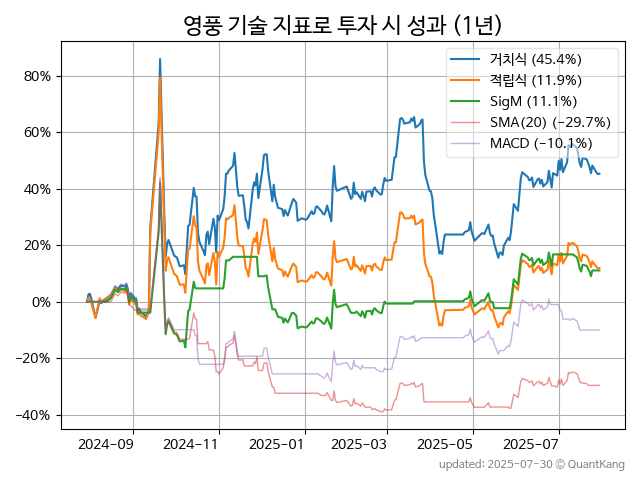 영풍 기술 지표로 투자 시 성과 (1년)
거치식 (45.4%)
적립식 (11.9%)
SigM (11.1%)
SMA(20) (−29.7%)
MACD (−10.1%)
80%
60%
40%
20%
0%
−20%
−40%
2024-09 2024-11 2025-01 2025-03 2025-05 2025-07
updated: 2025-07-30 © QuantKang